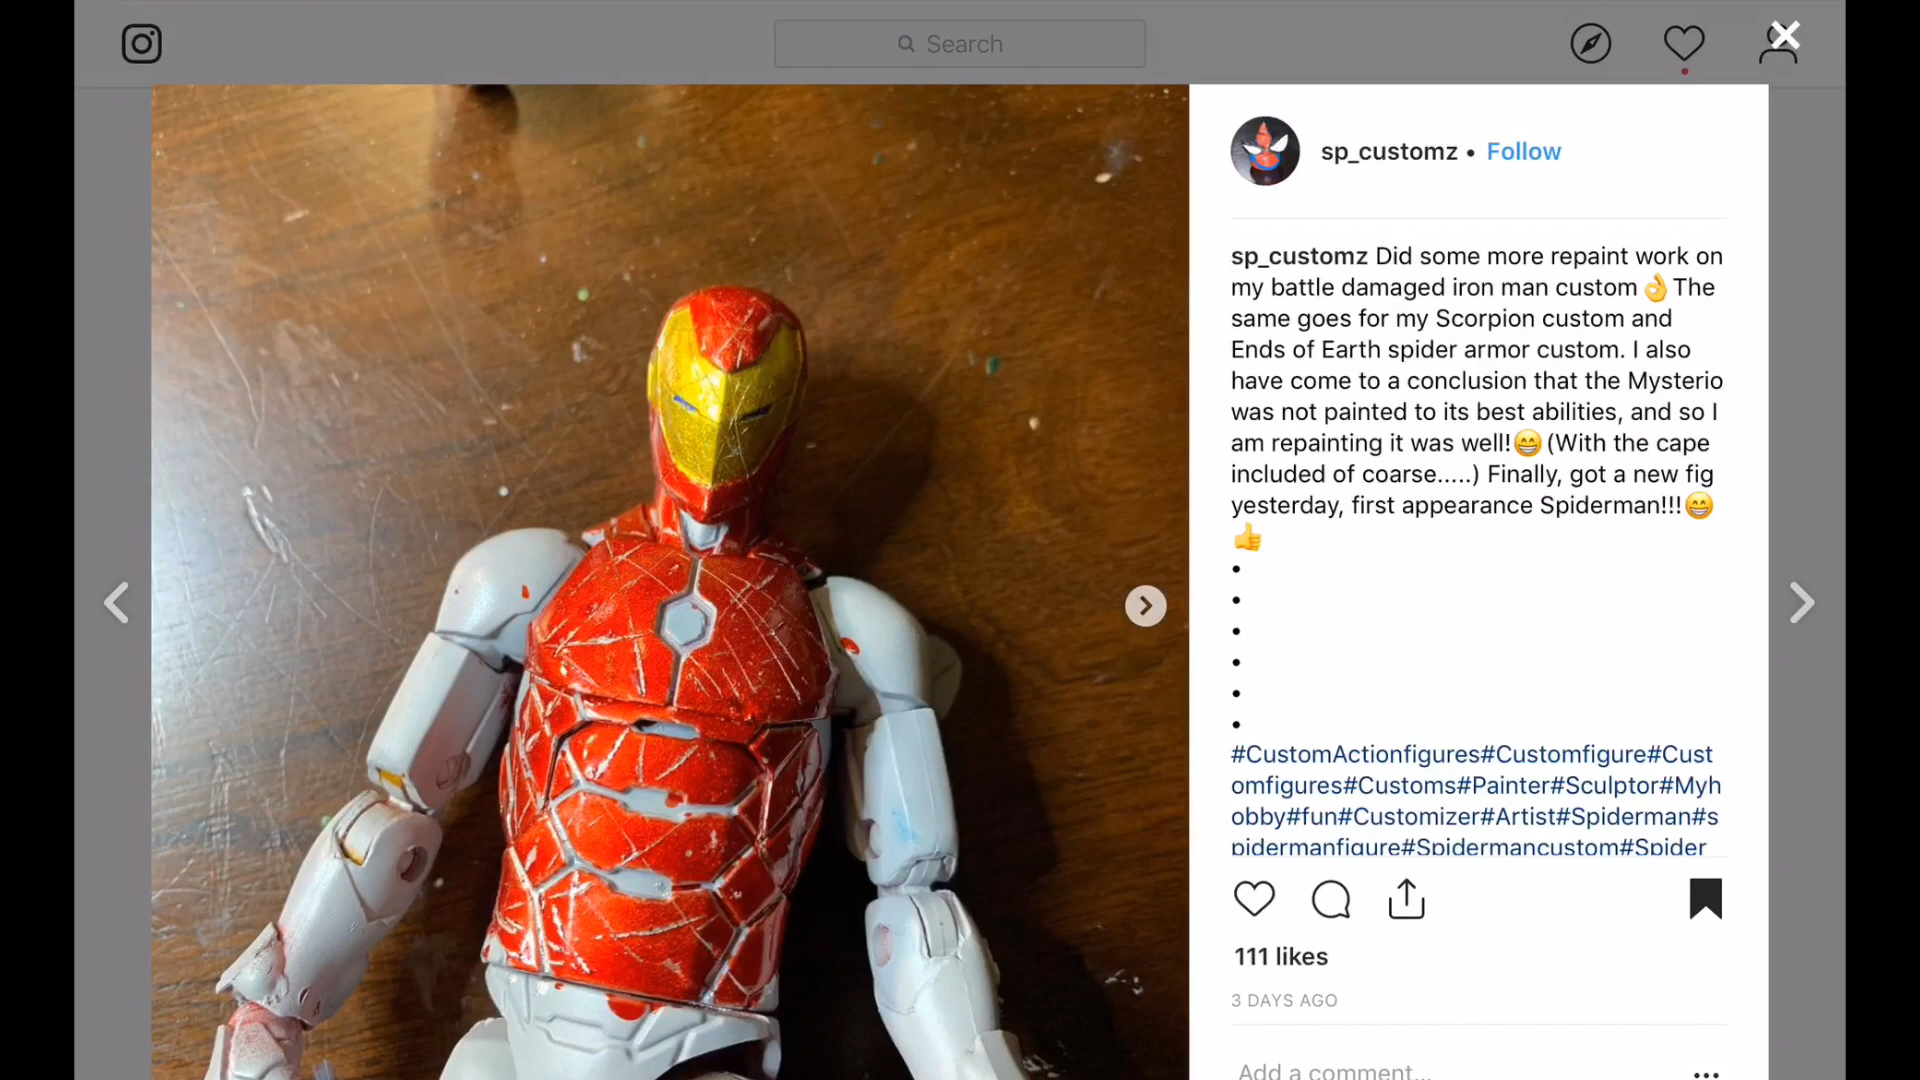 Search
sp_customz • Follow
sp_customz Did some more repaint work on
my battle damaged iron man custom 👌The
same goes for my Scorpion custom and
Ends of Earth spider armor custom. I also
have come to a conclusion that the Mysterio
was not painted to its best abilities, and so I
am repainting it was well!😁(With the cape
included of coarse.....) Finally, got a new fig
yesterday, first appearance Spiderman!!!😁
👍
•
•
•
•
•
•
#CustomActionfigures#Customfigure#Cust
omfigures#Customs#Painter#Sculptor#Myh
obby#fun#Customizer#Artist#Spiderman#s
pidermanfigure#Spidermancustom#Spider
111 likes
3 DAYS AGO
Add a comment...